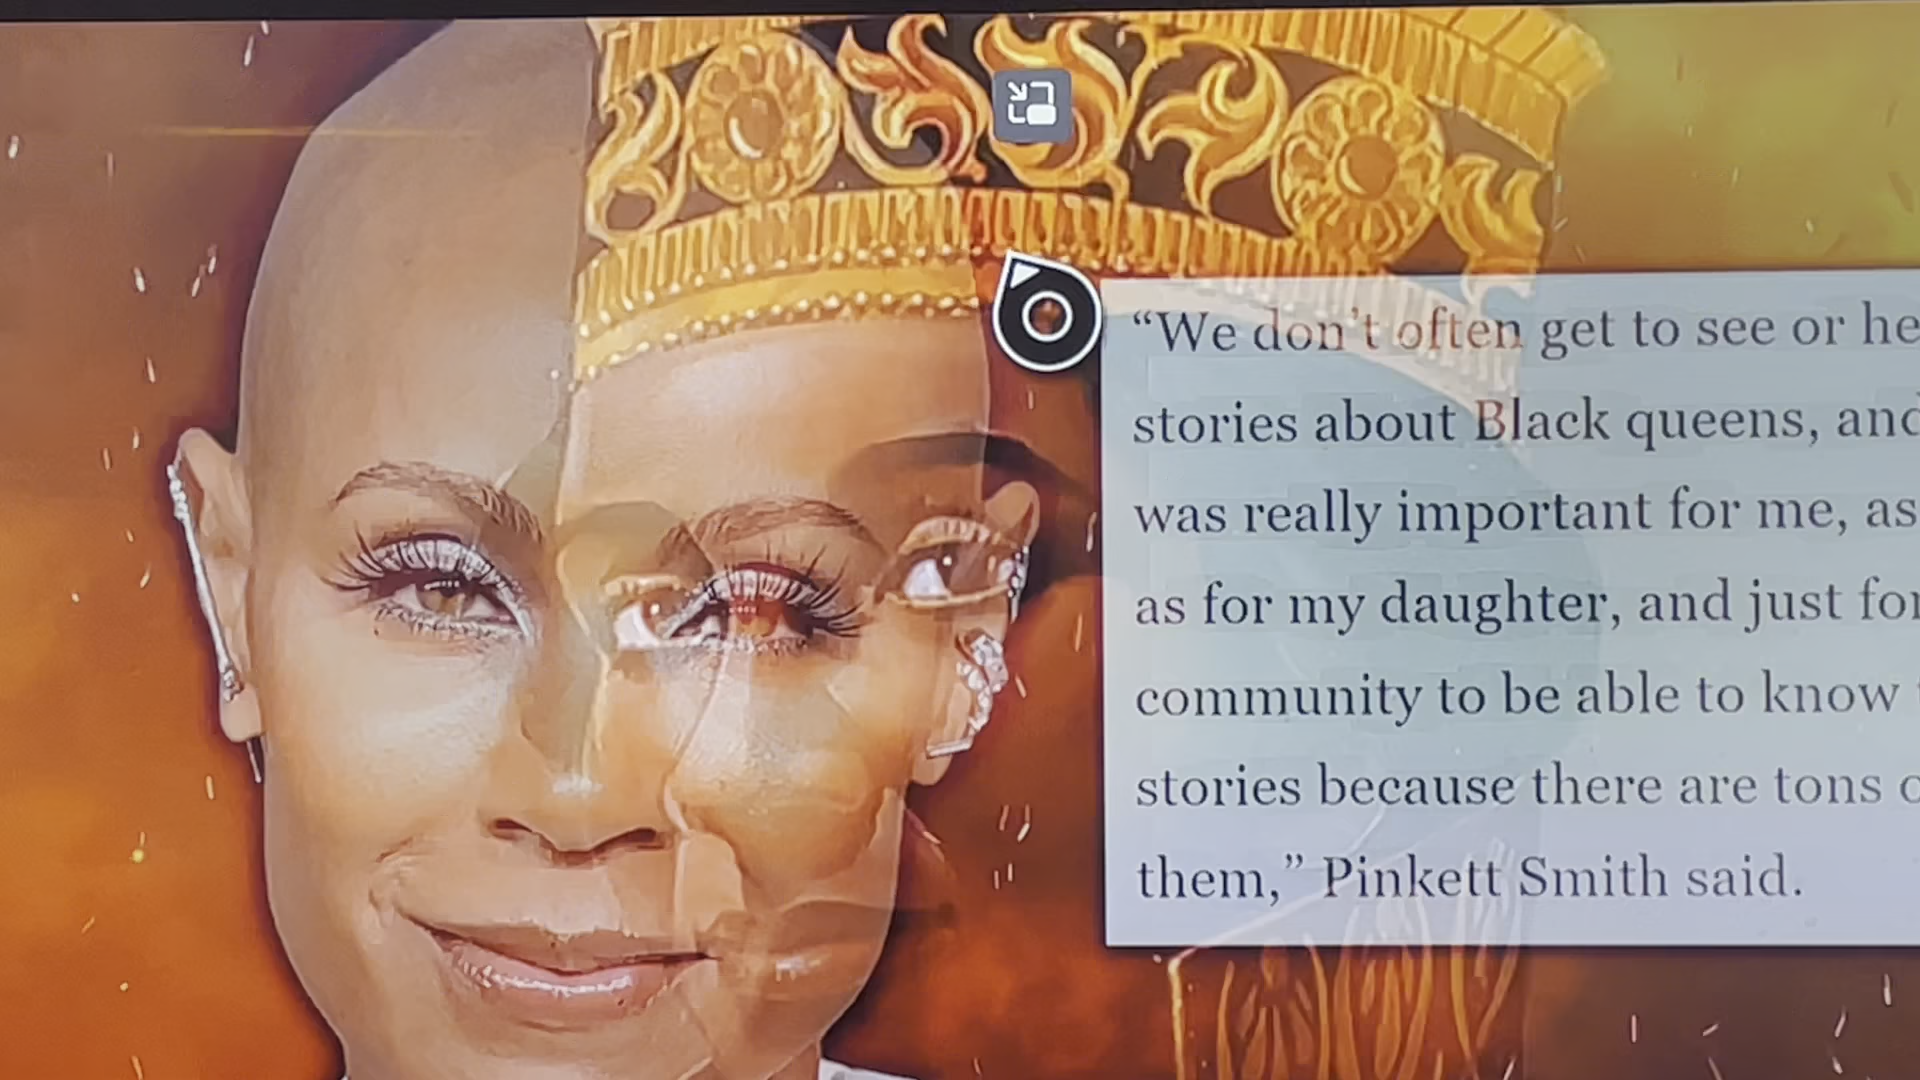 “We don’t often get to see or he
stories about Black queens, and
was really important for me, as
as for my daughter, and just for
community to be able to know
stories because there are tons o
them,” Pinkett Smith said.